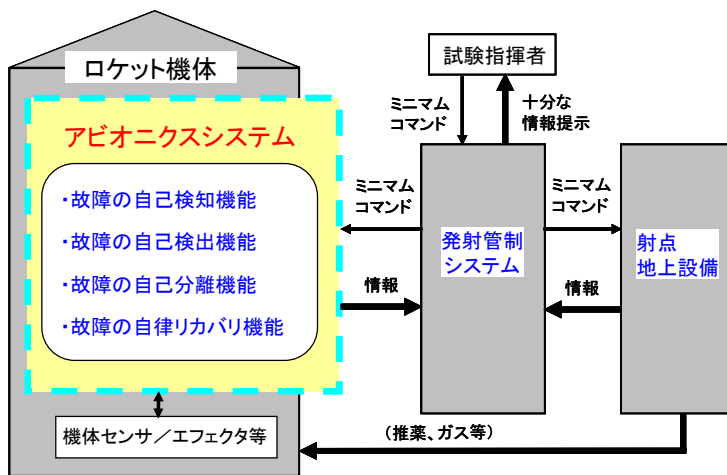 ロケット機体
アビオニクスシステム
・故障の自己検知機能
・故障の自己検出機能
・故障の自己分離機能
・故障の自律リカバリ機能
機体センサ／エフェクタ等
試験指揮者
ミニマム
コマンド
十分な
情報提示
ミニマム
コマンド
情報
発射管制
システム
ミニマム
コマンド
情報
射点
地上設備
（推薬、ガス等）